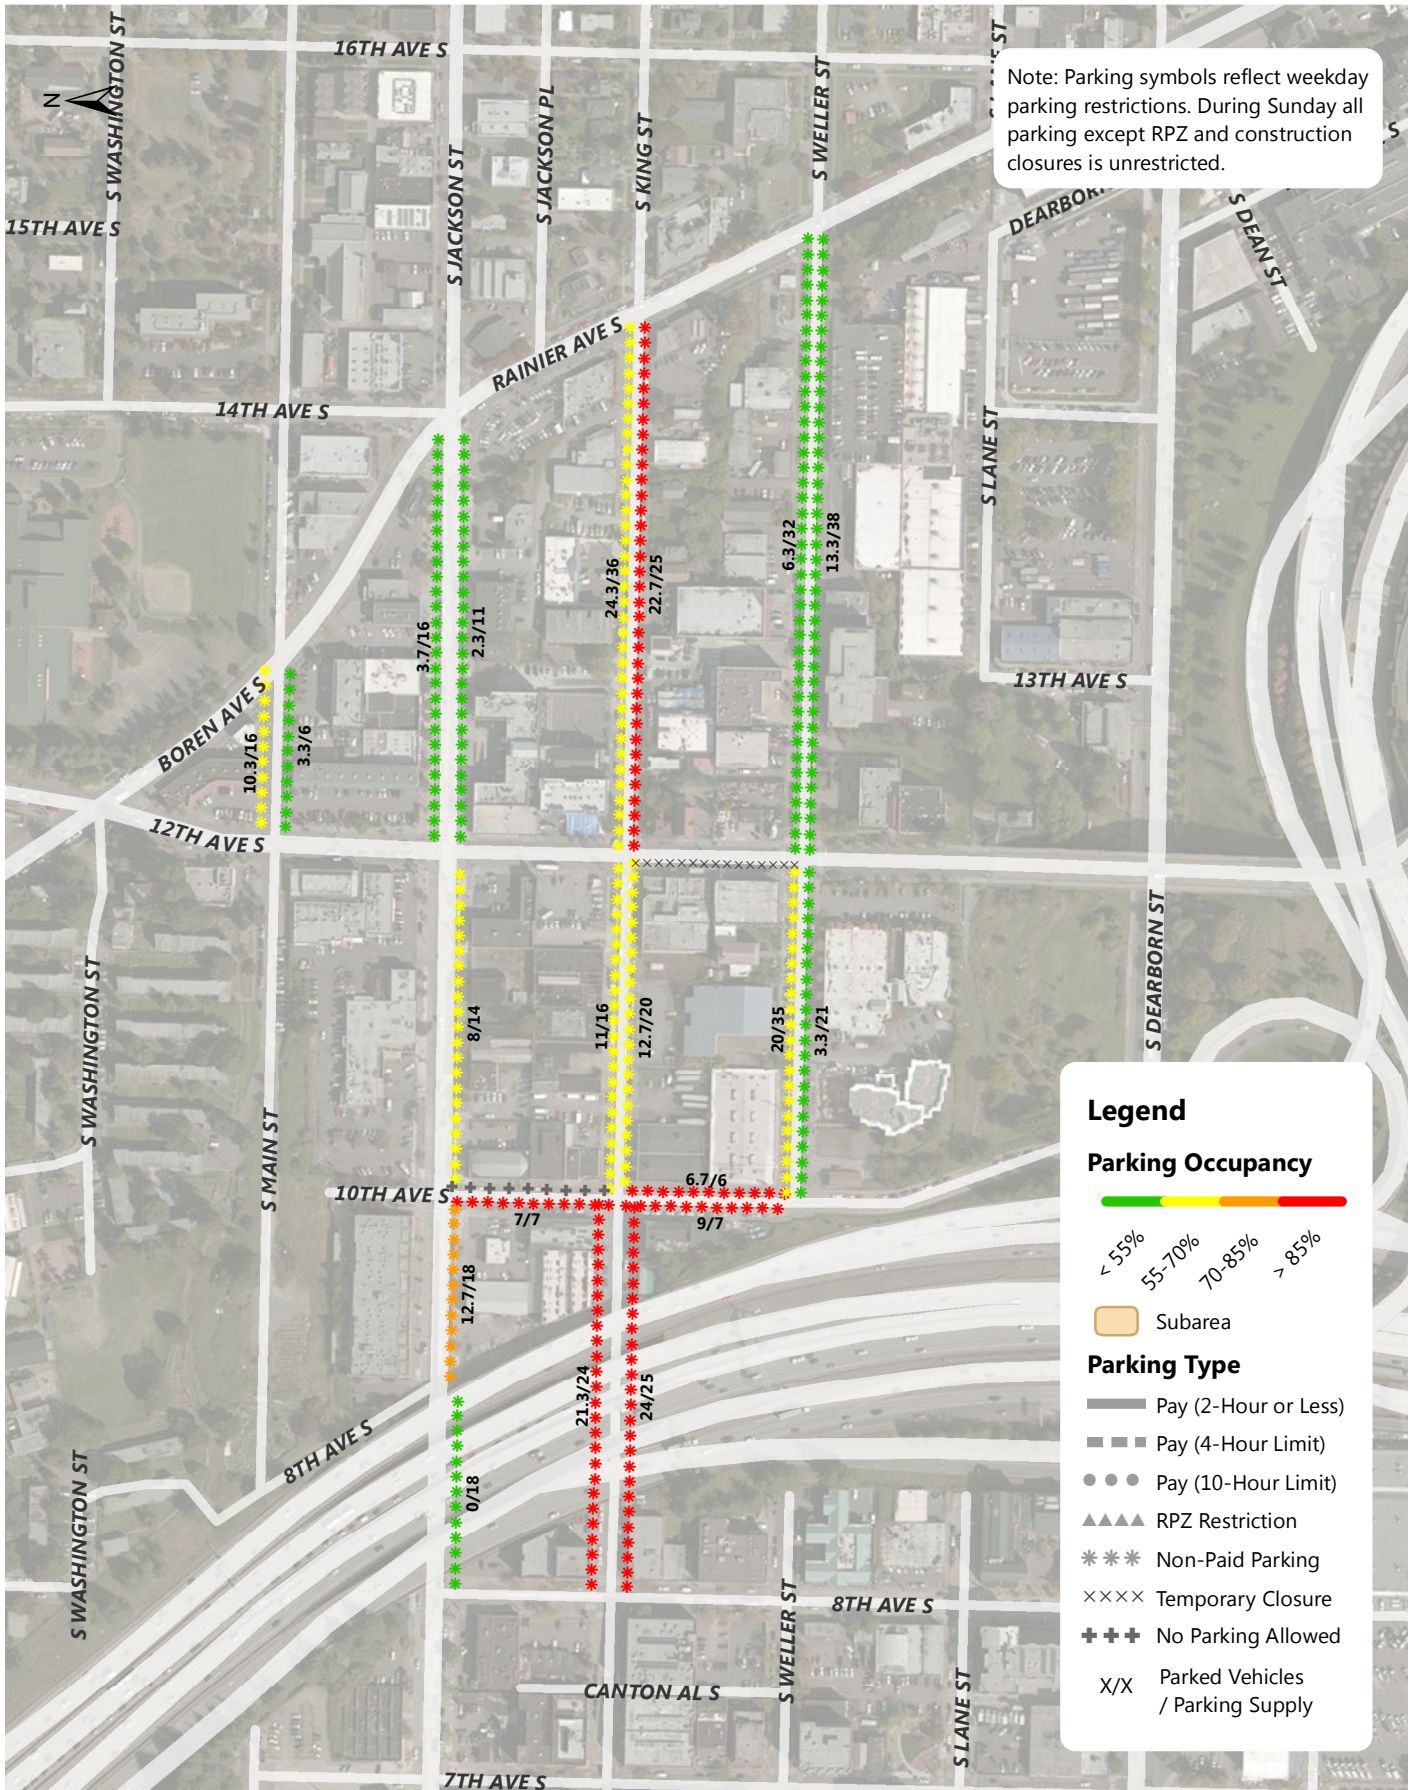 16TH AVE S
S WASHINGTON ST
S JACKSON ST
S JACKSON PL
S KING ST
S WELLER ST
Note: Parking symbols reflect weekday
parking restrictions. During Sunday all
parking except RPZ and construction
closures is unrestricted.
N
15TH AVE S
DEARBORN
S DEAN ST
RAINIER AVE S
14TH AVE S
S LANE ST
6.3/32
13.3/38
24.3/36
22.7/25
3.7/16
2.3/11
13TH AVE S
BOREN AVE S
10.3/16
3.3/6
12TH AVE S
S WASHINGTON ST
S DEARBORN ST
8/14
11/16
12.7/20
20/35
3.3/21
S MAIN ST
10TH AVE S
6.7/6
7/7
9/7
12.7/18
21.3/24
24/25
8TH AVE S
0/18
S WASHINGTON ST
S WELLER ST
8TH AVE S
S LANE ST
CANTON AL S
7TH AVE S
Legend
Parking Occupancy
< 55%
55-70%
70-85%
> 85%
Subarea
Parking Type
Pay (2-Hour or Less)
Pay (4-Hour Limit)
Pay (10-Hour Limit)
RPZ Restriction
Non-Paid Parking
Temporary Closure
No Parking Allowed
X/X Parked Vehicles
/ Parking Supply